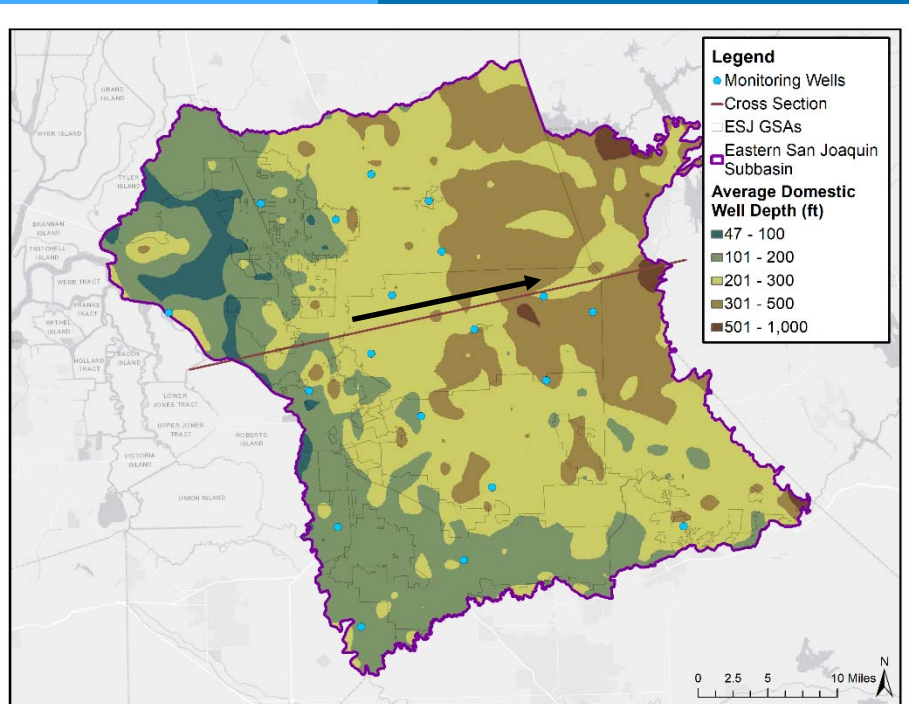 GRAND
ISLAND
RYER ISLAND
TYLER
ISLAND
BRANNAN
ISLAND
TWITCHELL
ISLAND
WEBB TRACT
FRANKS
TRACT
BETHEL
ISLAND
HOLLAND
TRACT
BACON
ISLAND
LOWER
JONES TRACT
UPPER JONES
TRACT
ROBERTS
ISLAND
VICTORIA
ISLAND
UNION ISLAND
Legend
Monitoring Wells
Cross Section
ESJ GSAs
Eastern San Joaquin
Subbasin
Average Domestic
Well Depth (ft)
47 - 100
101 - 200
201 - 300
301 - 500
501 - 1,000
0 2.5 5 10 Miles
N